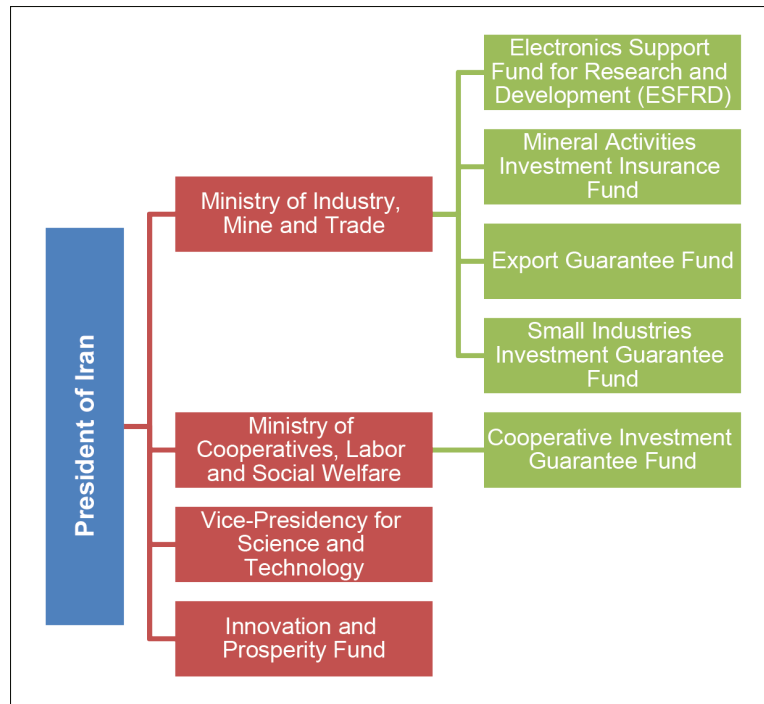 President of Iran
Ministry of Industry,
Mine and Trade
Electronics Support
Fund for Research and
Development (ESFRD)
Mineral Activities
Investment Insurance
Fund
Export Guarantee Fund
Small Industries
Investment Guarantee
Fund
Ministry of
Cooperatives, Labor
and Social Welfare
Cooperative Investment
Guarantee Fund
Vice-Presidency for
Science and
Technology
Innovation and
Prosperity Fund